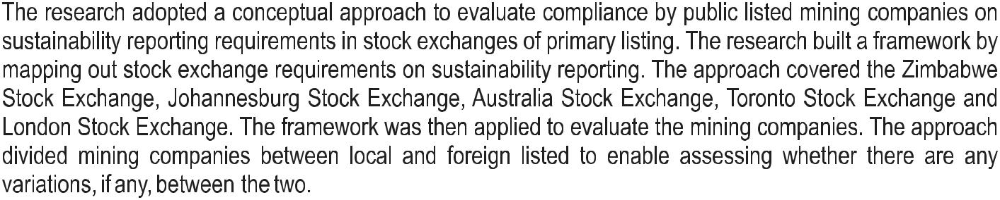 The research adopted a conceptual approach to evaluate compliance by public listed mining companies on
sustainability reporting requirements in stock exchanges of primary listing. The research built a framework by
mapping out stock exchange requirements on sustainability reporting. The approach covered the Zimbabwe
Stock Exchange, Johannesburg Stock Exchange, Australia Stock Exchange, Toronto Stock Exchange and
London Stock Exchange. The framework was then applied to evaluate the mining companies. The approach
divided mining companies between local and foreign listed to enable assessing whether there are any
variations, if any, between the two.